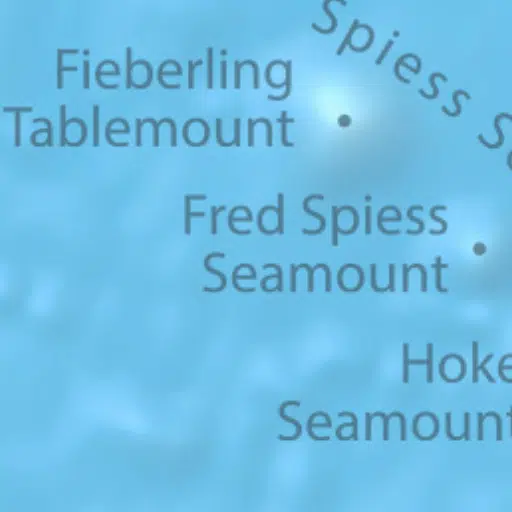 Spiess S
Fieberling
Tablemount
Fred Spiess
Seamount
Hoke
Seamount